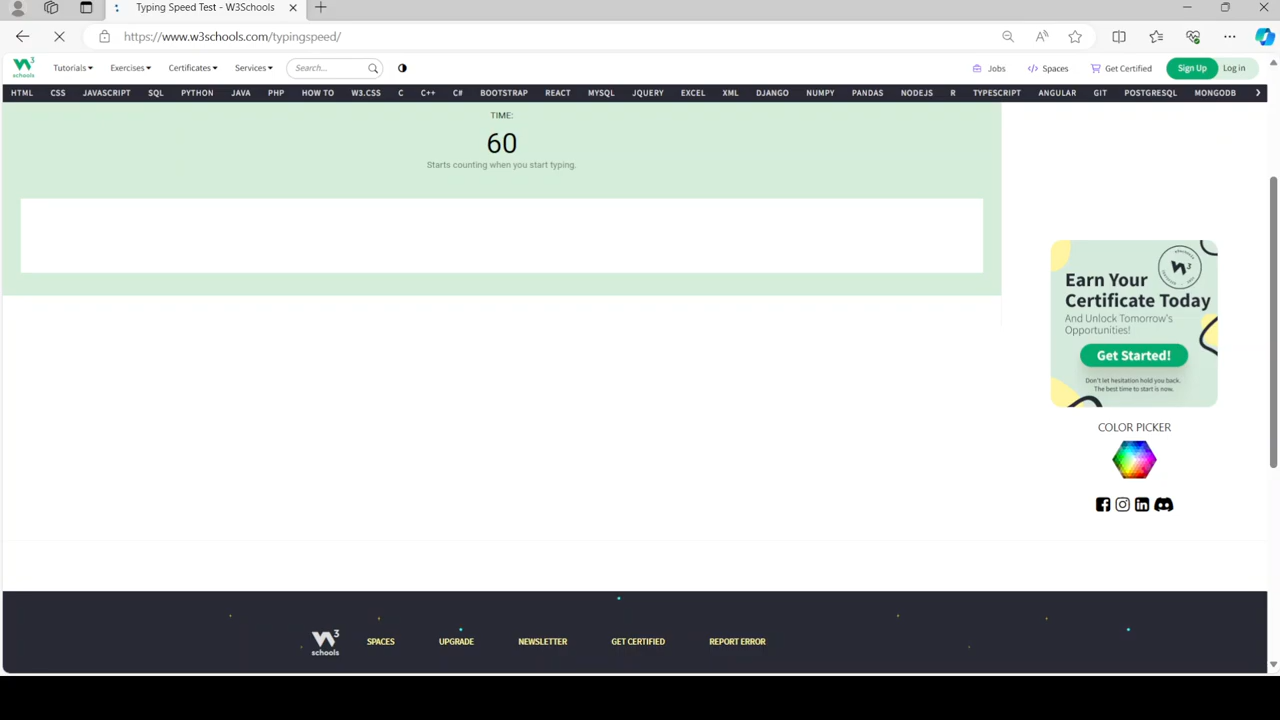 Typing Speed Test - W3Schools
https://www.w3schools.com/typingspeed/
W3 schools Tutorials Exercises Certificates Services Search... Jobs Spaces Get Certified Sign Up Log in
HTML CSS JAVASCRIPT SQL PYTHON JAVA PHP HOW TO W3.CSS C C++ C# BOOTSTRAP REACT MYSQL JQUERY EXCEL XML DJANGO NUMPY PANDAS NODEJS R TYPESCRIPT ANGULAR GIT POSTGRESQL MONGODB
TIME:
60
Starts counting when you start typing.
Earn Your
Certificate Today
And Unlock Tomorrow's
Opportunities!
Get Started!
Don't let hesitation hold you back.
The best time to start is now.
COLOR PICKER
W3 schools SPACES UPGRADE NEWSLETTER GET CERTIFIED REPORT ERROR